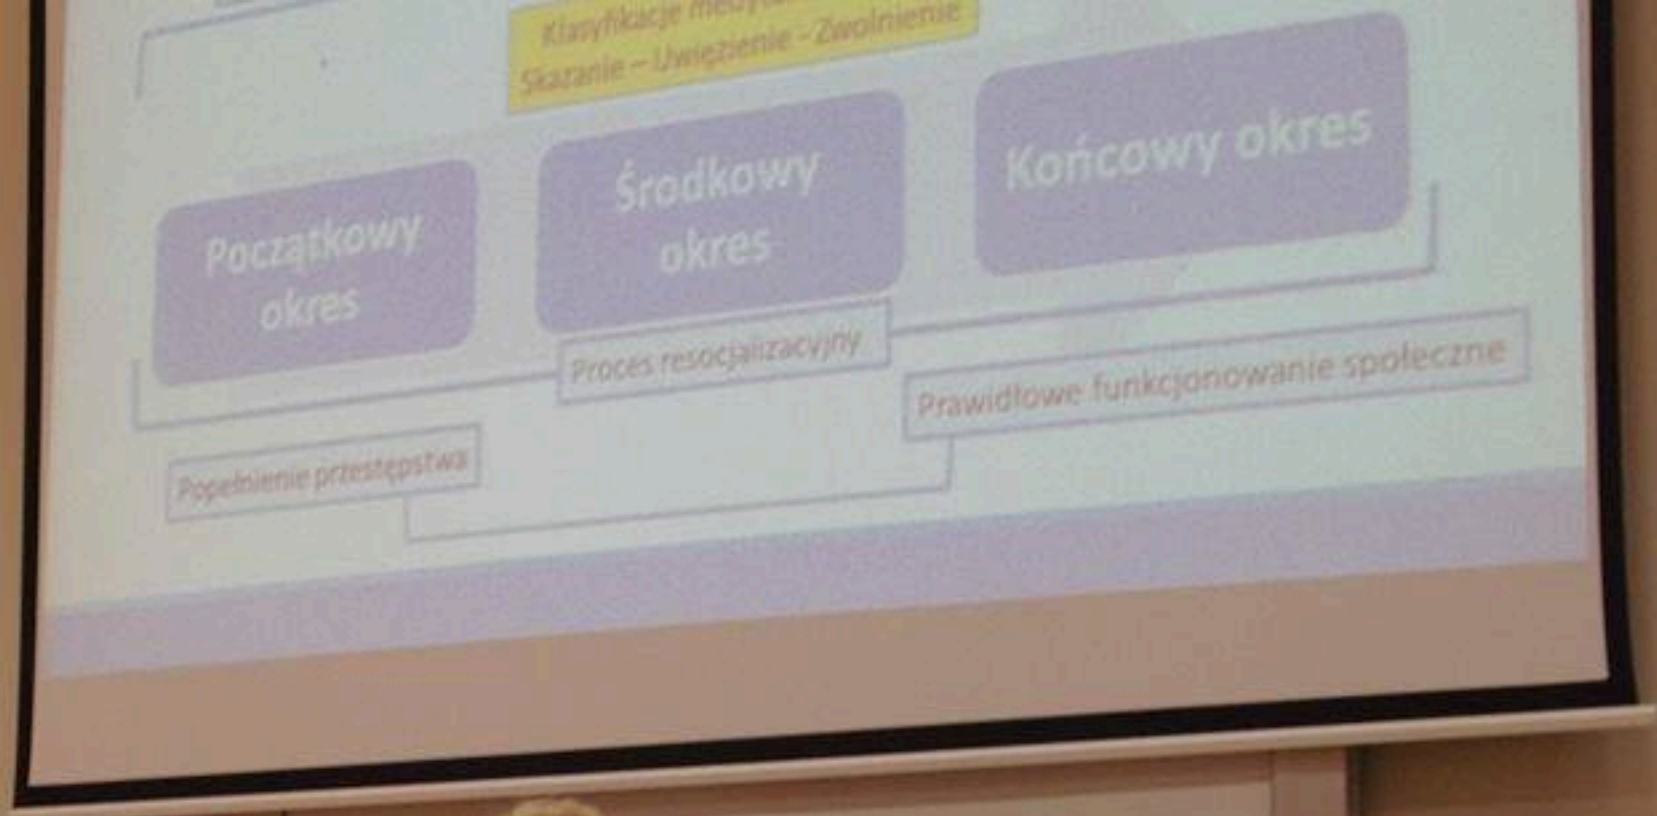 Klasyfikacje
Skazanie – Uwięzienie - Zwolnienie
Początkowy
okres
Środkowy
okres
Końcowy okres
Proces resocjalizacyjny
Prawidłowe funkcjonowanie społeczne
Popełnienie przestępstwa